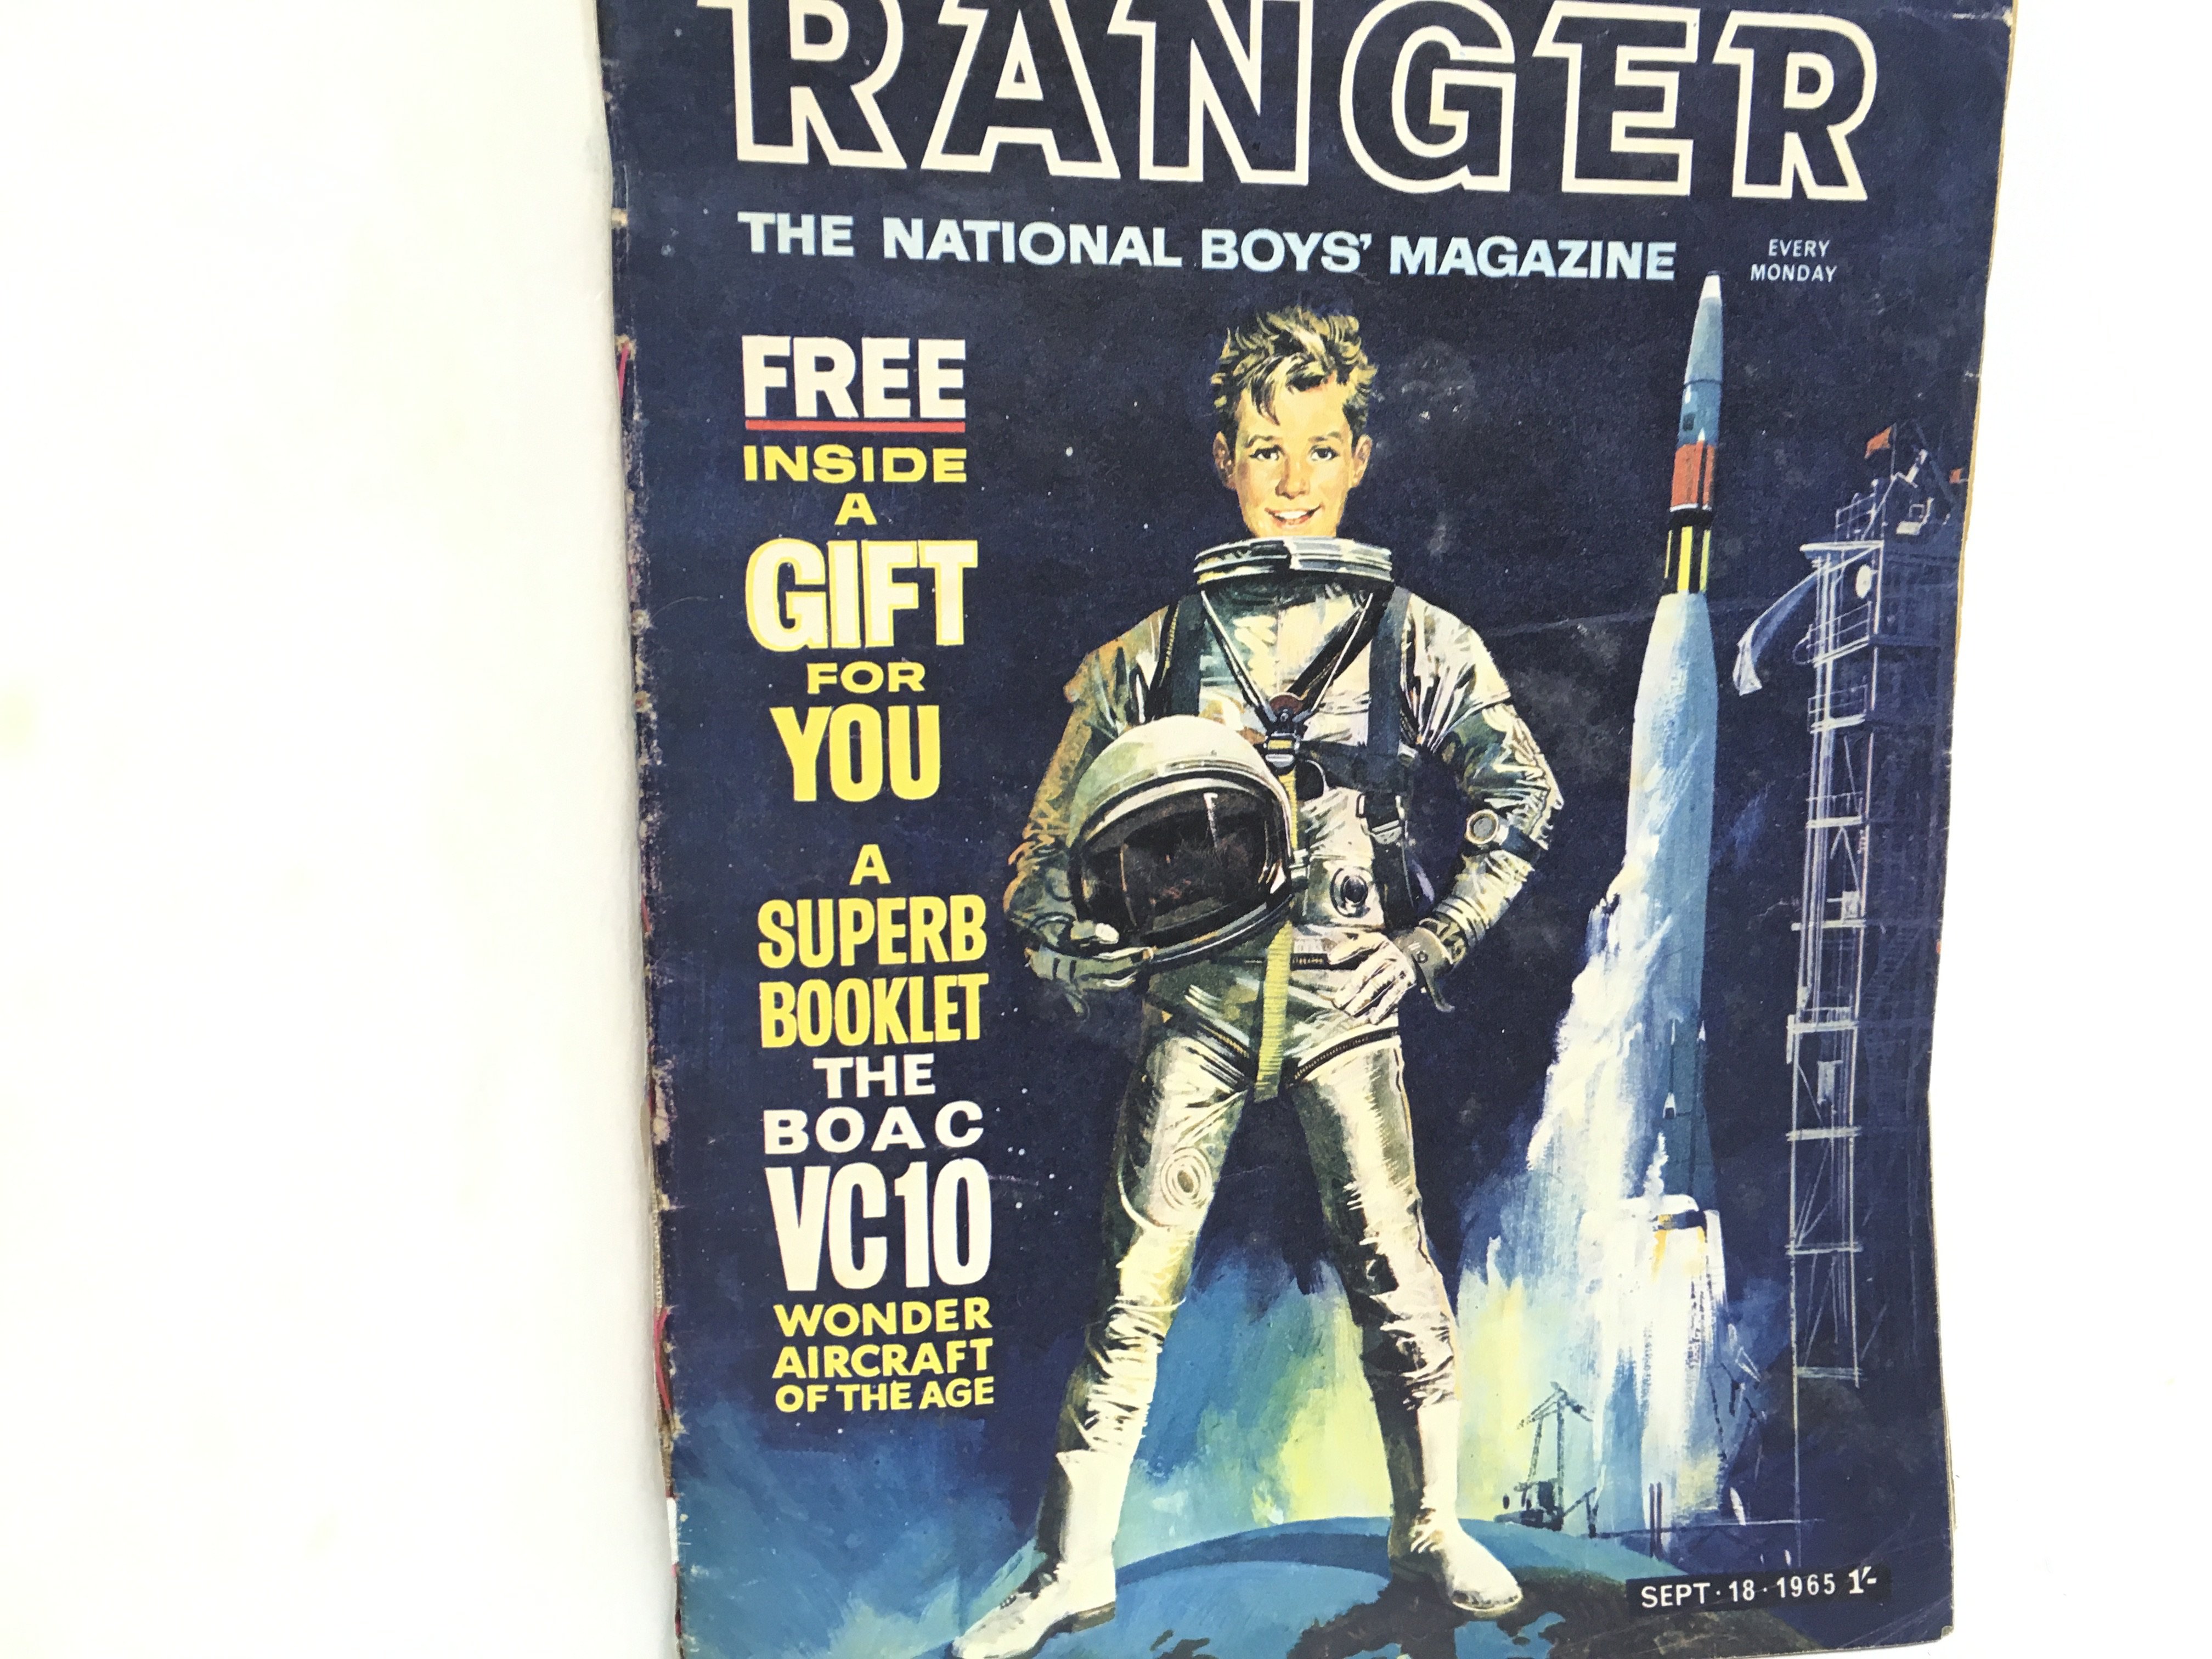 RANGER
THE NATIONAL BOYS' MAGAZINE
EVERY
MONDAY
FREE
INSIDE
A
GIFT
FOR
YOU
A
SUPERB
BOOKLET
THE
BOAC
VC10
WONDER
AIRCRAFT
OF THE AGE
SEPT · 18 · 1965 1/-